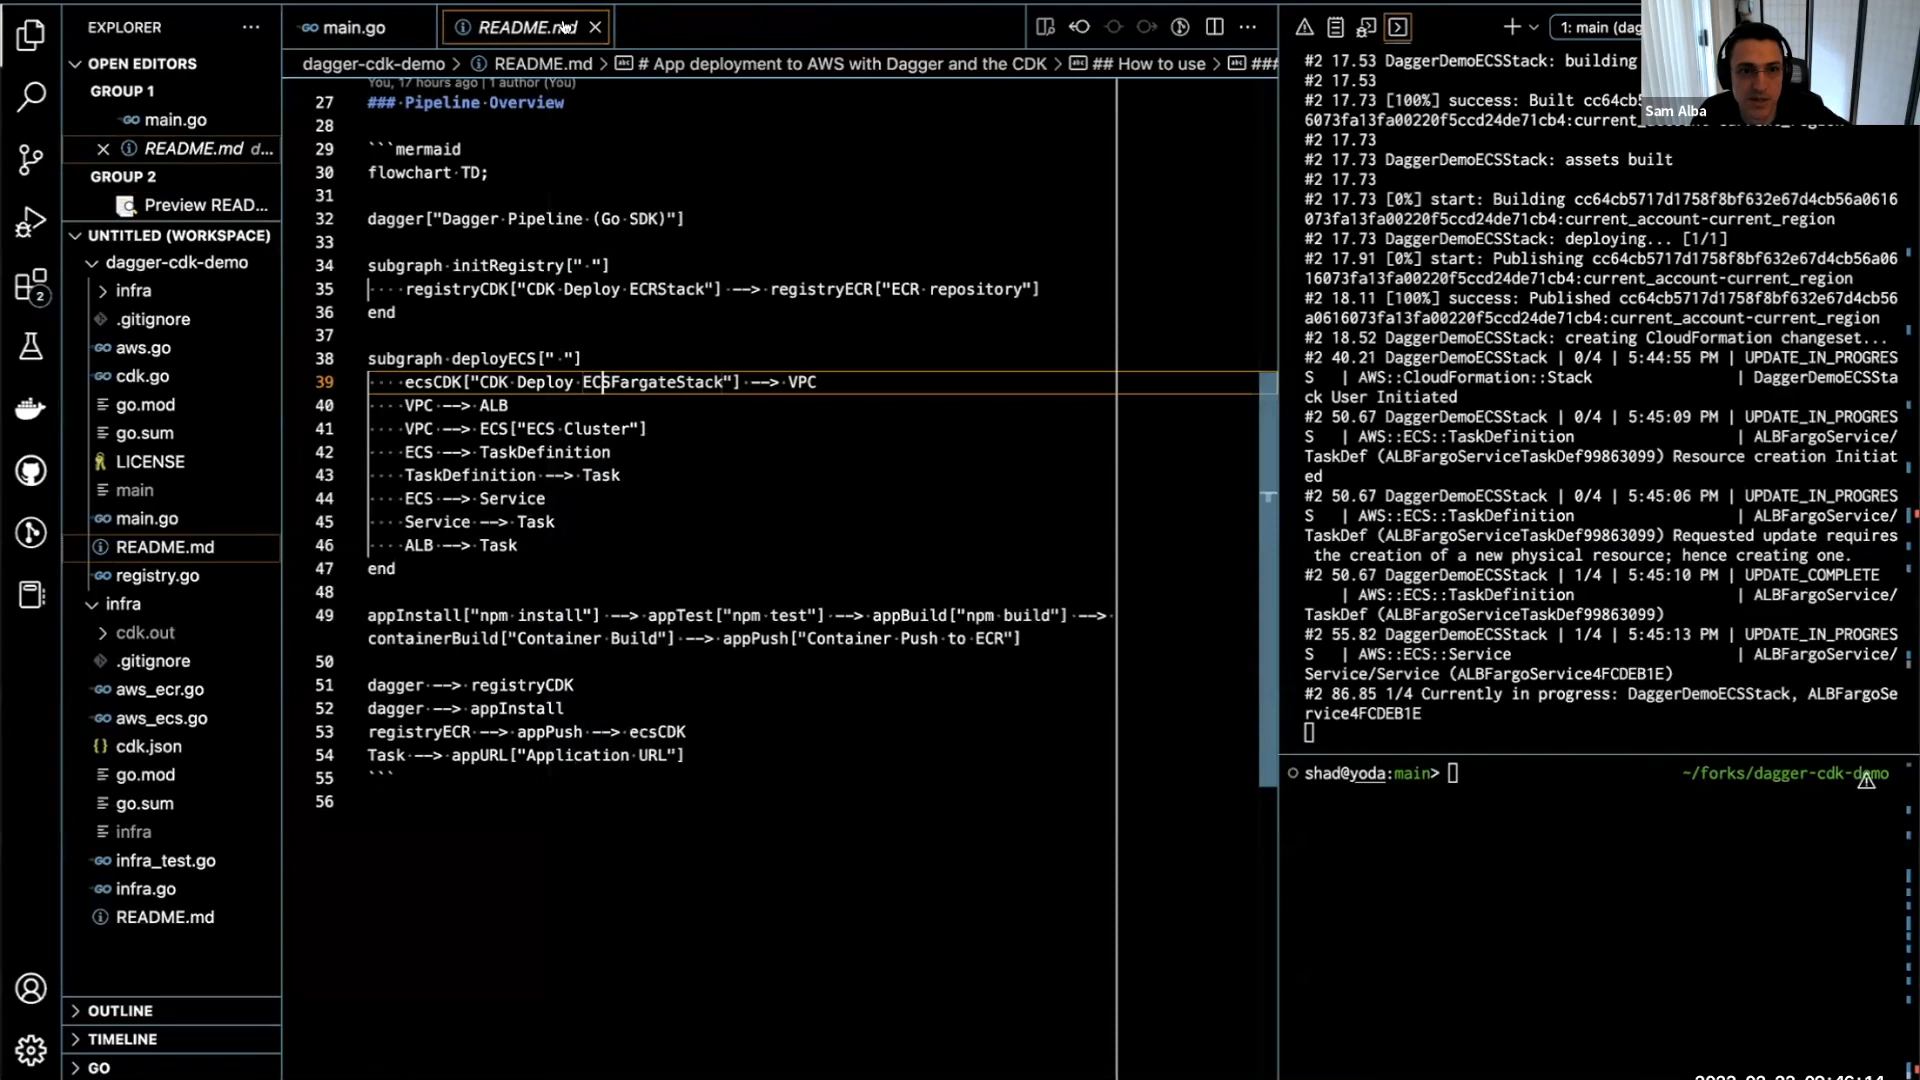 EXPLORER
OPEN EDITORS
GROUP 1
main.go
README.md d...
GROUP 2
Preview READ...
UNTITLED (WORKSPACE)
dagger-cdk-demo
infra
.gitignore
aws.go
cdk.go
go.mod
go.sum
LICENSE
main
main.go
README.md
registry.go
infra
cdk.out
.gitignore
aws_ecr.go
aws_ecs.go
cdk.json
go.mod
go.sum
infra
infra_test.go
infra.go
README.md
OUTLINE
TIMELINE
GO
2
main.go
README.md
dagger-cdk-demo > README.md > # App deployment to AWS with Dagger and the CDK > ## How to use > ###
You, 17 hours ago | 1 author (You)
27 ### Pipeline Overview
28
29 ```mermaid
30 flowchart TD;
31
32 dagger["Dagger Pipeline (Go SDK)"]
33
34 subgraph initRegistry[" "]
35 registryCDK["CDK Deploy ECRStack"] --> registryECR["ECR repository"]
36 end
37
38 subgraph deployECS[" "]
39 ecsCDK["CDK Deploy ECSFargateStack"] --> VPC
40 VPC --> ALB
41 VPC --> ECS["ECS Cluster"]
42 ECS --> TaskDefinition
43 TaskDefinition --> Task
44 ECS --> Service
45 Service --> Task
46 ALB --> Task
47 end
48
49 appInstall["npm install"] --> appTest["npm test"] --> appBuild["npm build"] -->
containerBuild["Container Build"] --> appPush["Container Push to ECR"]
50
51 dagger --> registryCDK
52 dagger --> appInstall
53 registryECR --> appPush --> ecsCDK
54 Task --> appURL["Application URL"]
55 ```
56
1: main (dag
#2 17.53 DaggerDemoECSStack: building
#2 17.53
#2 17.73 [100%] success: Built cc64cb5
6073fa13fa00220f5ccd24de71cb4:current_account-current_region
#2 17.73
#2 17.73 DaggerDemoECSStack: assets built
#2 17.73
#2 17.73 [0%] start: Building cc64cb5717d1758f8bf632e67d4cb56a0616
073fa13fa00220f5ccd24de71cb4:current_account-current_region
#2 17.73 DaggerDemoECSStack: deploying... [1/1]
#2 17.91 [0%] start: Publishing cc64cb5717d1758f8bf632e67d4cb56a06
16073fa13fa00220f5ccd24de71cb4:current_account-current_region
#2 18.11 [100%] success: Published cc64cb5717d1758f8bf632e67d4cb56
a0616073fa13fa00220f5ccd24de71cb4:current_account-current_region
#2 18.52 DaggerDemoECSStack: creating CloudFormation changeset...
#2 40.21 DaggerDemoECSStack | 0/4 | 5:44:55 PM | UPDATE_IN_PROGRES
S | AWS::CloudFormation::Stack | DaggerDemoECSSta
ck User Initiated
#2 50.67 DaggerDemoECSStack | 0/4 | 5:45:09 PM | UPDATE_IN_PROGRES
S | AWS::ECS::TaskDefinition | ALBFargoService/
TaskDef (ALBFargoServiceTaskDef99863099) Resource creation Initiat
ed
#2 50.67 DaggerDemoECSStack | 0/4 | 5:45:06 PM | UPDATE_IN_PROGRES
S | AWS::ECS::TaskDefinition | ALBFargoService/
TaskDef (ALBFargoServiceTaskDef99863099) Requested update requires
the creation of a new physical resource; hence creating one.
#2 50.67 DaggerDemoECSStack | 1/4 | 5:45:10 PM | UPDATE_COMPLETE
| AWS::ECS::TaskDefinition | ALBFargoService/
TaskDef (ALBFargoServiceTaskDef99863099)
#2 55.82 DaggerDemoECSStack | 1/4 | 5:45:13 PM | UPDATE_IN_PROGRES
S | AWS::ECS::Service | ALBFargoService/
Service/Service (ALBFargoService4FCDEB1E)
#2 86.85 1/4 Currently in progress: DaggerDemoECSStack, ALBFargoSe
rvice4FCDEB1E
shad@yoda:main> ~/forks/dagger-cdk-demo
Sam Alba